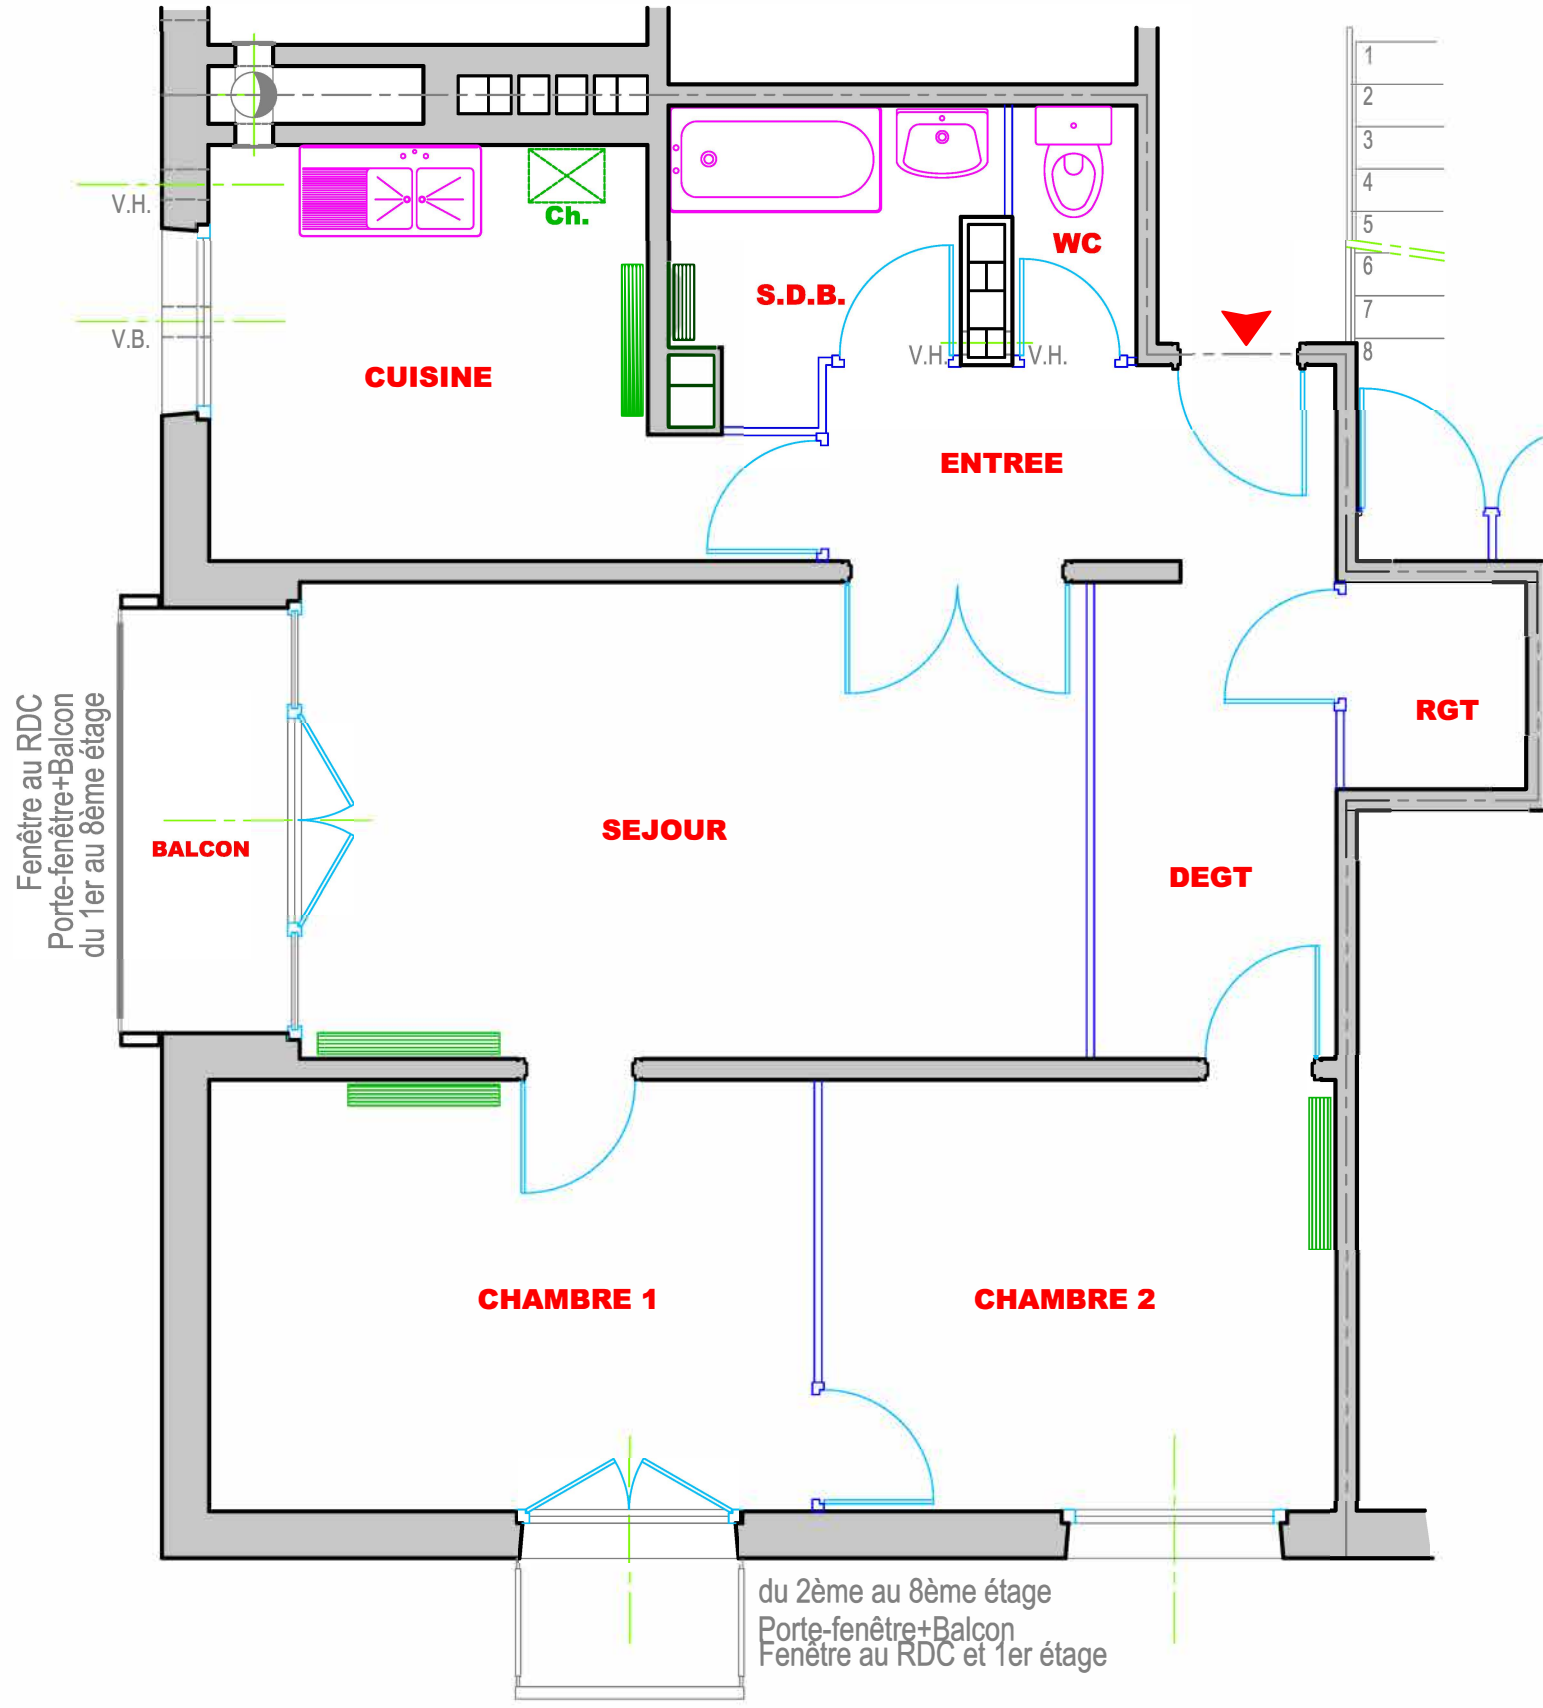 1
2
3
4
5
6
7
8
V.H.
Ch.
WC
S.D.B.
V.B.
V.H.
V.H.
CUISINE
ENTREE
Fenêtre au RDC
Porte-fenêtre+Balcon
du 1er au 8ème étage
RGT
SEJOUR
BALCON
DEGT
CHAMBRE 1
CHAMBRE 2
du 2ème au 8ème étage
Porte-fenêtre+Balcon
Fenêtre au RDC et 1er étage